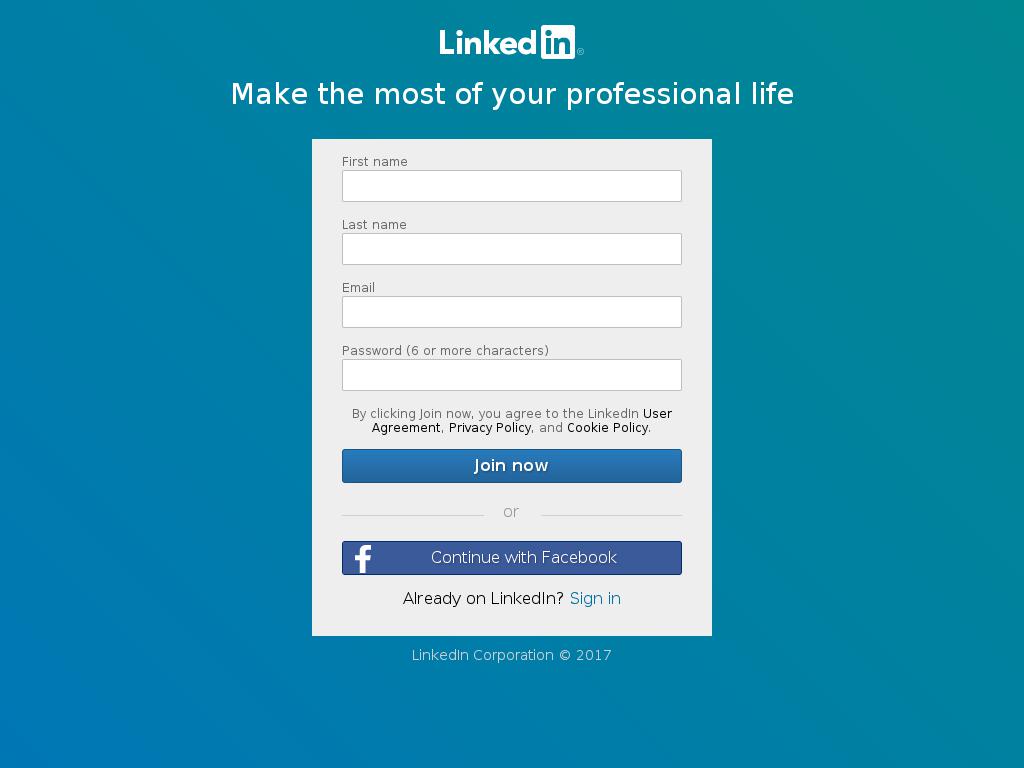 Linked in ®
Make the most of your professional life
First name
Last name
Email
Password (6 or more characters)
By clicking Join now, you agree to the LinkedIn User
Agreement, Privacy Policy, and Cookie Policy.
Join now
or
f Continue with Facebook
Already on LinkedIn? Sign in
LinkedIn Corporation © 2017